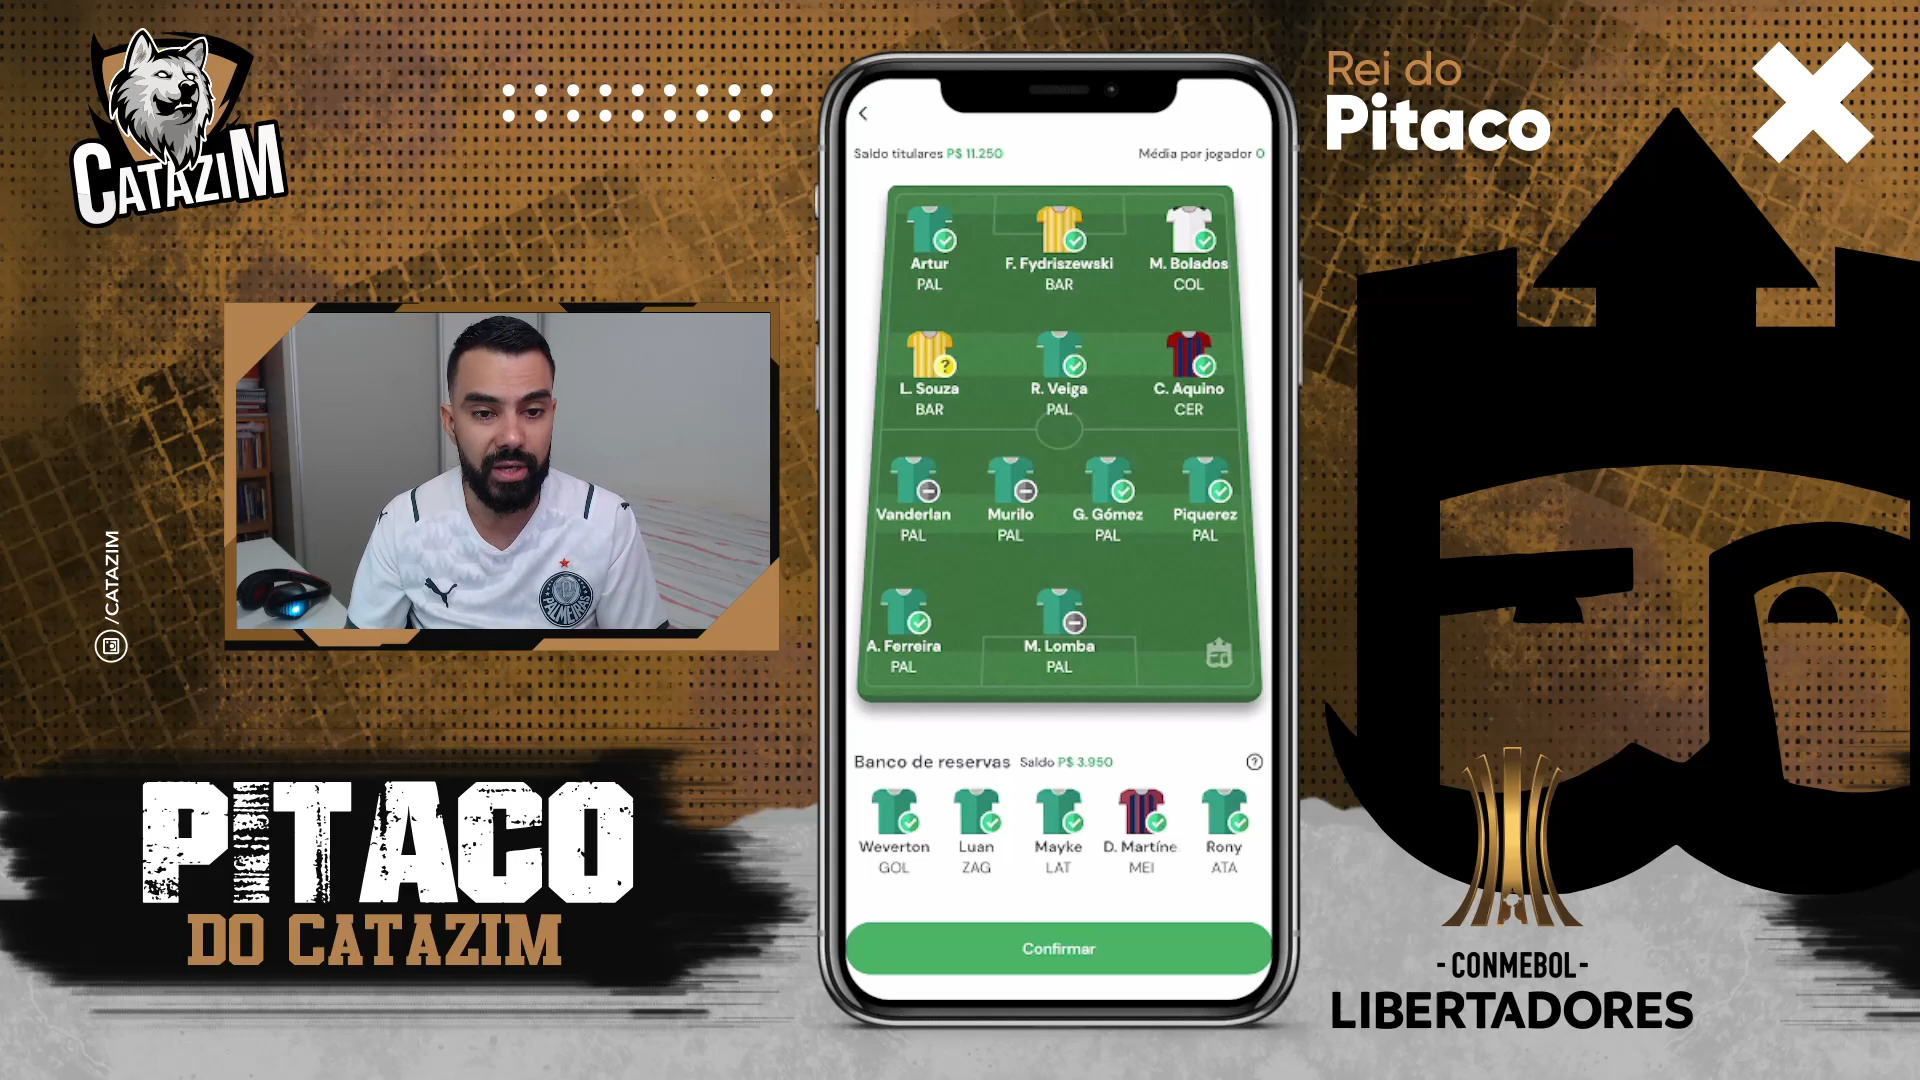 CATAZIM
/CATAZIM
PALMEIRAS
PITACO
DO CATAZIM
Saldo titulares P$ 11.250
Média por jogador 0
Artur
PAL
F. Fydriszewski
BAR
M. Bolados
COL
L. Souza
BAR
?
R. Veiga
PAL
C. Aquino
CER
Vanderlan
PAL
Murilo
PAL
G. Gómez
PAL
Piquerez
PAL
A. Ferreira
PAL
M. Lomba
PAL
Banco de reservas Saldo P$ 3.950
?
Weverton
GOL
Luan
ZAG
Mayke
LAT
D. Martíne
MEI
Rony
ATA
Confirmar
Rei do
Pitaco
-CONMEBOL-
LIBERTADORES